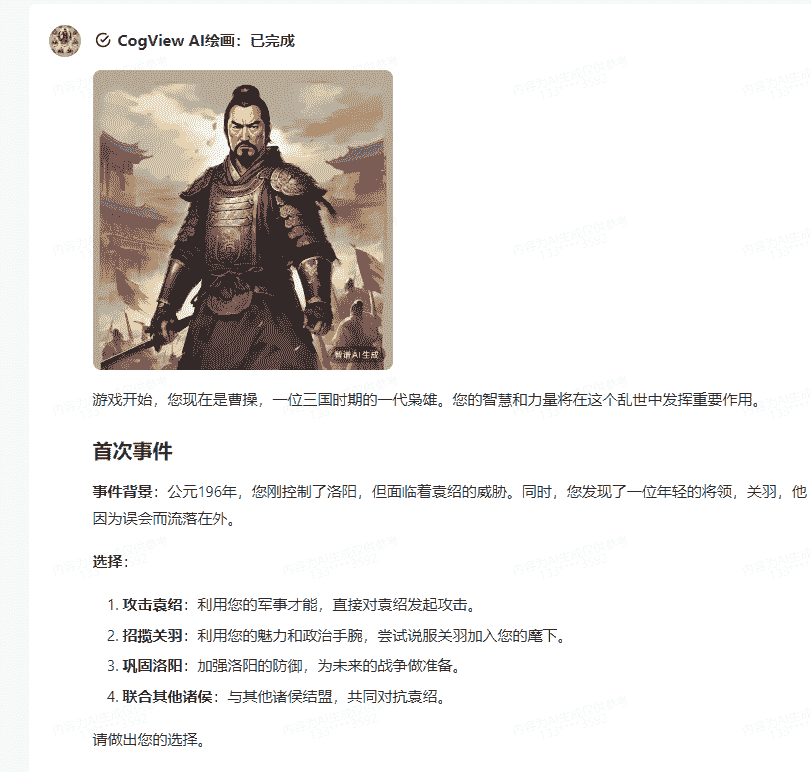 CogView AI绘画：已完成
智谱AI生成
游戏开始，您现在是曹操，一位三国时期的一代枭雄。您的智慧和力量将在这个乱世中发挥重要作用。
首次事件
事件背景：公元196年，您刚控制了洛阳，但面临着袁绍的威胁。同时，您发现了一位年轻的将领，关羽，他
因为误会而流落在外。
选择：
1. 攻击袁绍：利用您的军事才能，直接对袁绍发起攻击。
2. 招揽关羽：利用您的魅力和政治手腕，尝试说服关羽加入您的麾下。
3. 巩固洛阳：加强洛阳的防御，为未来的战争做准备。
4. 联合其他诸侯：与其他诸侯结盟，共同对抗袁绍。
请做出您的选择。